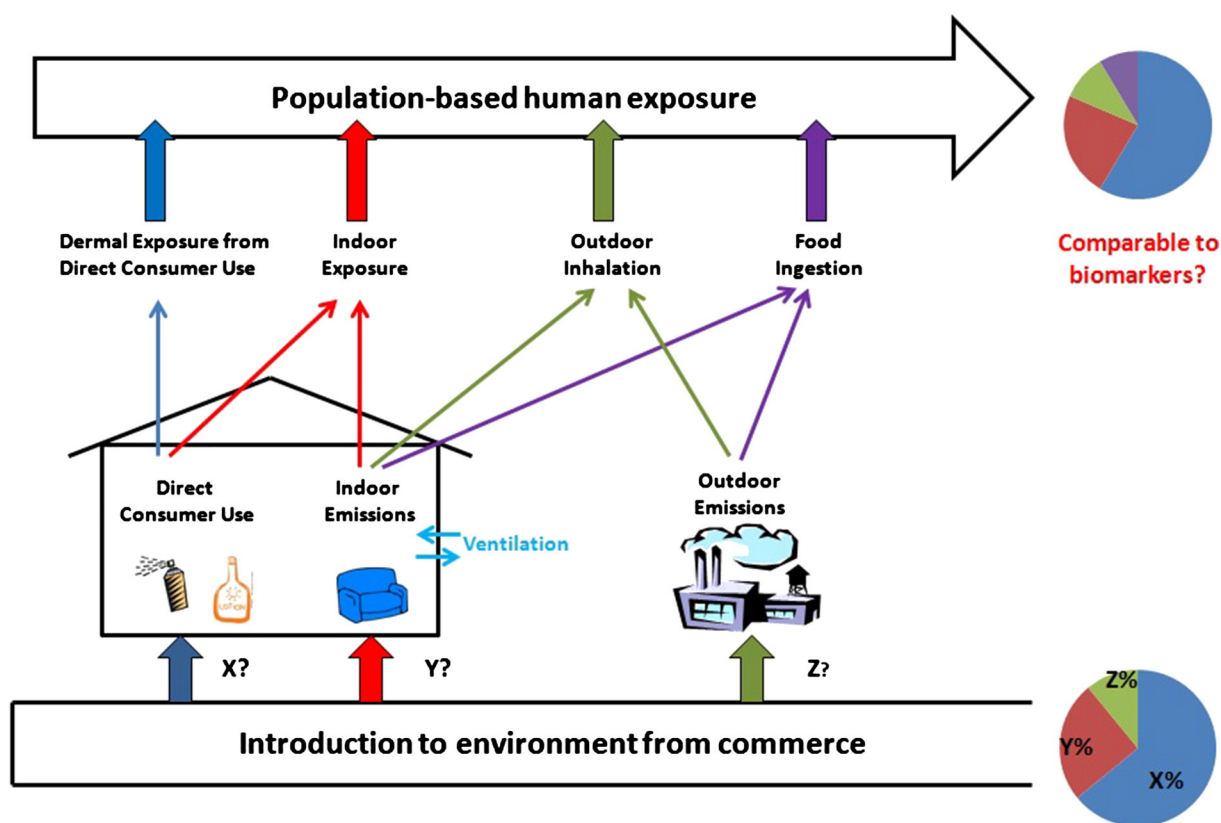 Population-based human exposure
Dermal Exposure from
Direct Consumer Use
Indoor
Exposure
Outdoor
Inhalation
Food
Ingestion
Comparable to
biomarkers?
Direct
Consumer Use
Indoor
Emissions
Ventilation
Outdoor
Emissions
LOTION
X?
Y?
Z?
Introduction to environment from commerce
Z%
Y%
X%